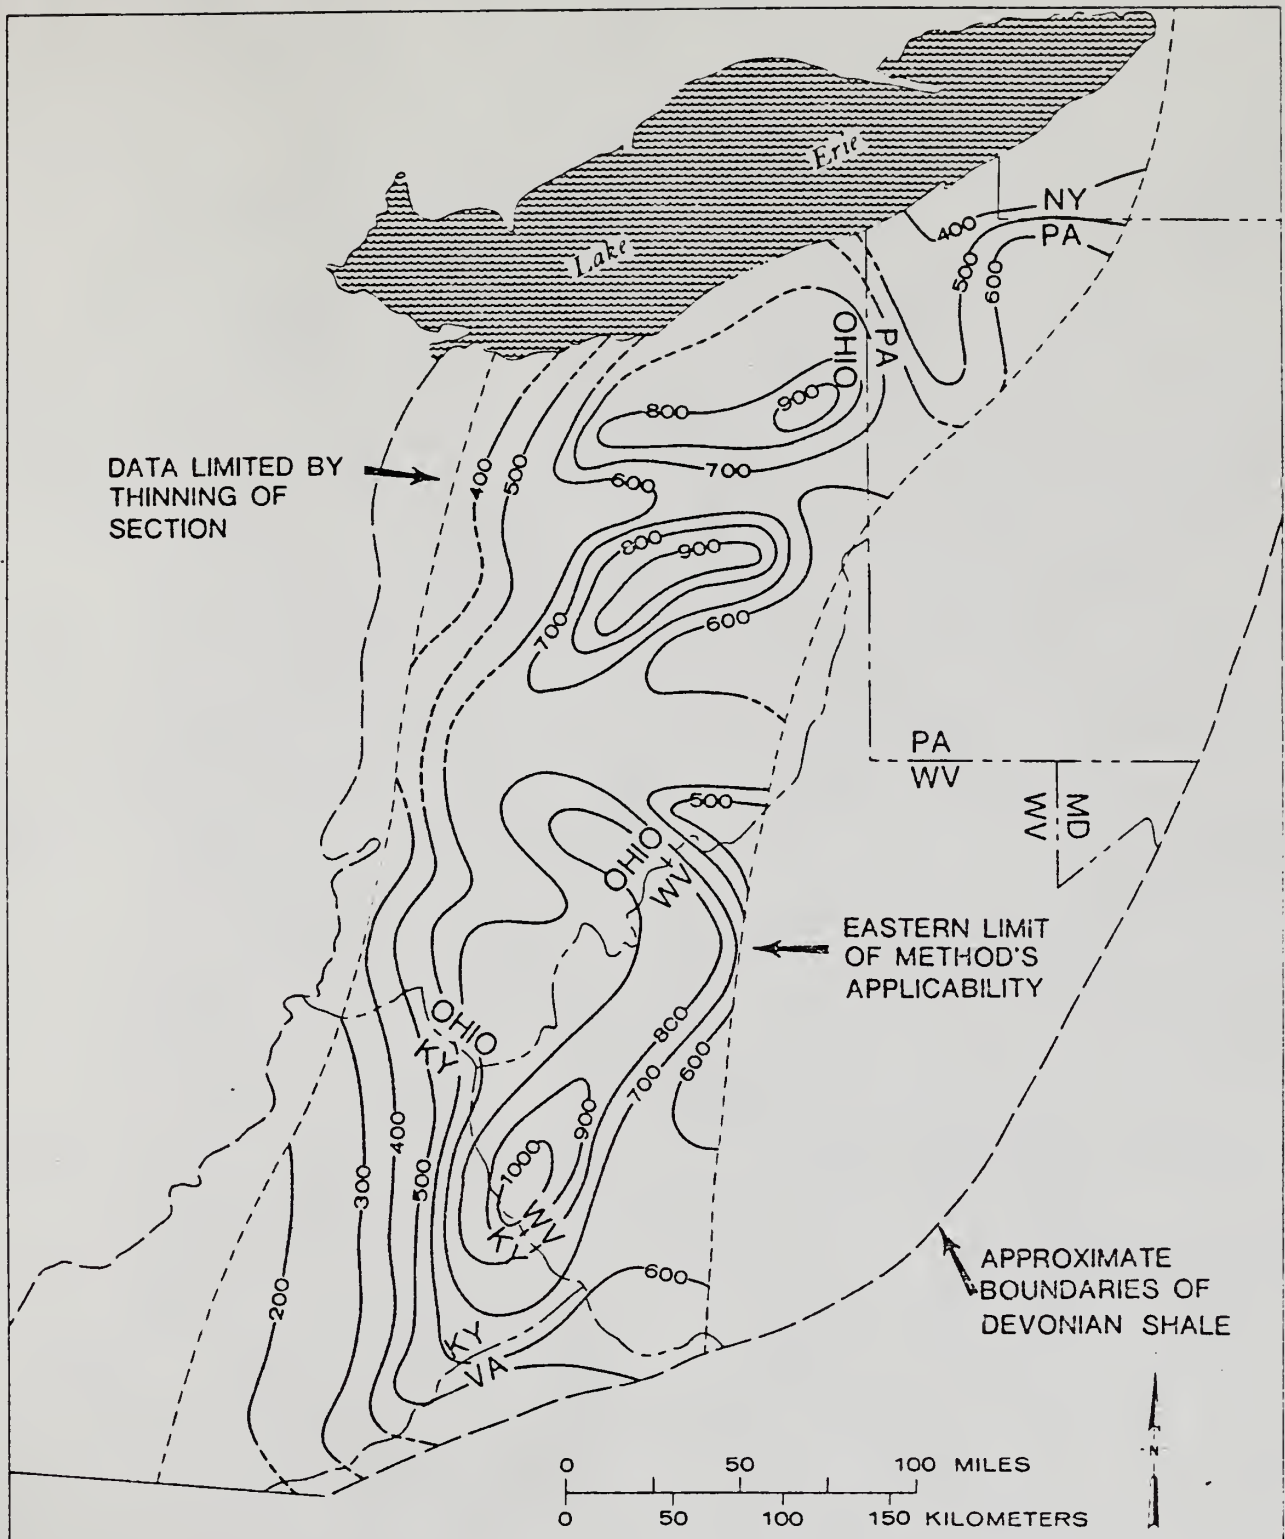 Erie
Lake
NY
PA
400
500
600
OHIO
PA
900
800
700
DATA LIMITED BY
THINNING OF
SECTION
400
500
600
800
900
700
600
PA
WV
MD
WV
500
OHIO
OHIO
WV
EASTERN LIMIT
OF METHOD'S
APPLICABILITY
OHIO
KY
800
700
600
900
1000
400
300
500
WV
KY
200
600
APPROXIMATE
BOUNDARIES OF
DEVONIAN SHALE
KY
VA
N
0 50 100 MILES
0 50 100 150 KILOMETERS